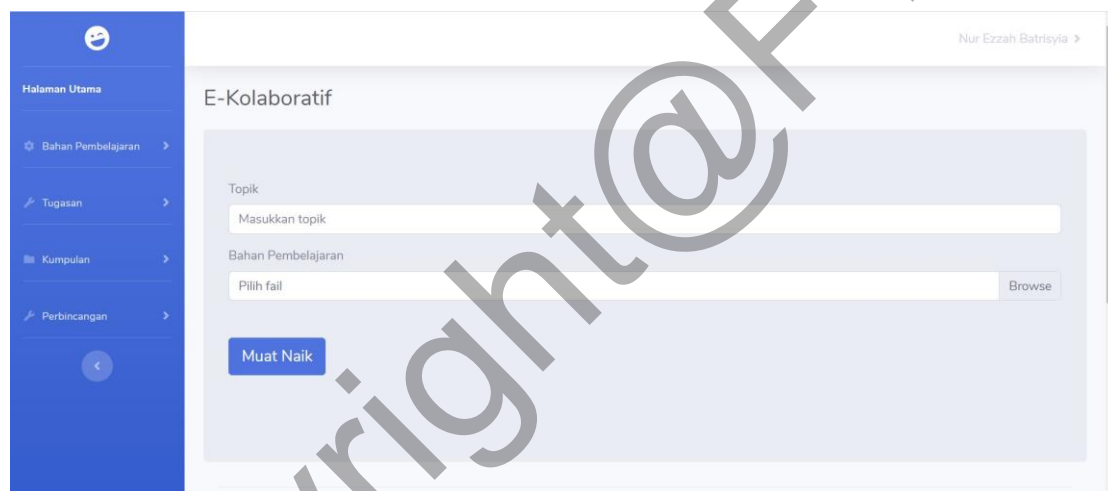 Nur Ezzah Batrisyia
Halaman Utama
Bahan Pembelajaran
Tugasan
Kumpulan
Perbincangan
E-Kolaboratif
Topik
Masukkan topik
Bahan Pembelajaran
Pilih fail
Browse
Muat Naik